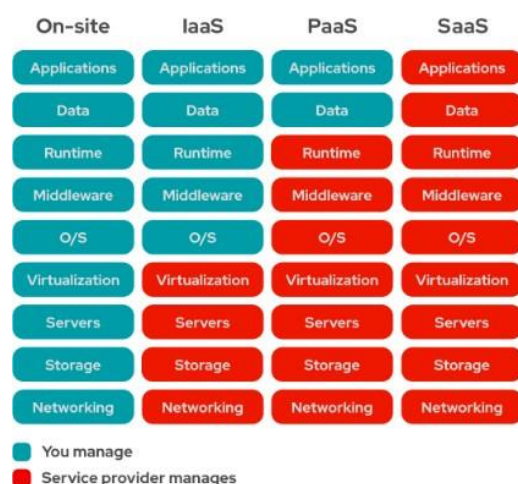 On-site IaaS PaaS SaaS
Applications Applications Applications Applications
Data Data Data Data
Runtime Runtime Runtime Runtime
Middleware Middleware Middleware Middleware
O/S O/S O/S O/S
Virtualization Virtualization Virtualization Virtualization
Servers Servers Servers Servers
Storage Storage Storage Storage
Networking Networking Networking Networking
You manage
Service provider manages